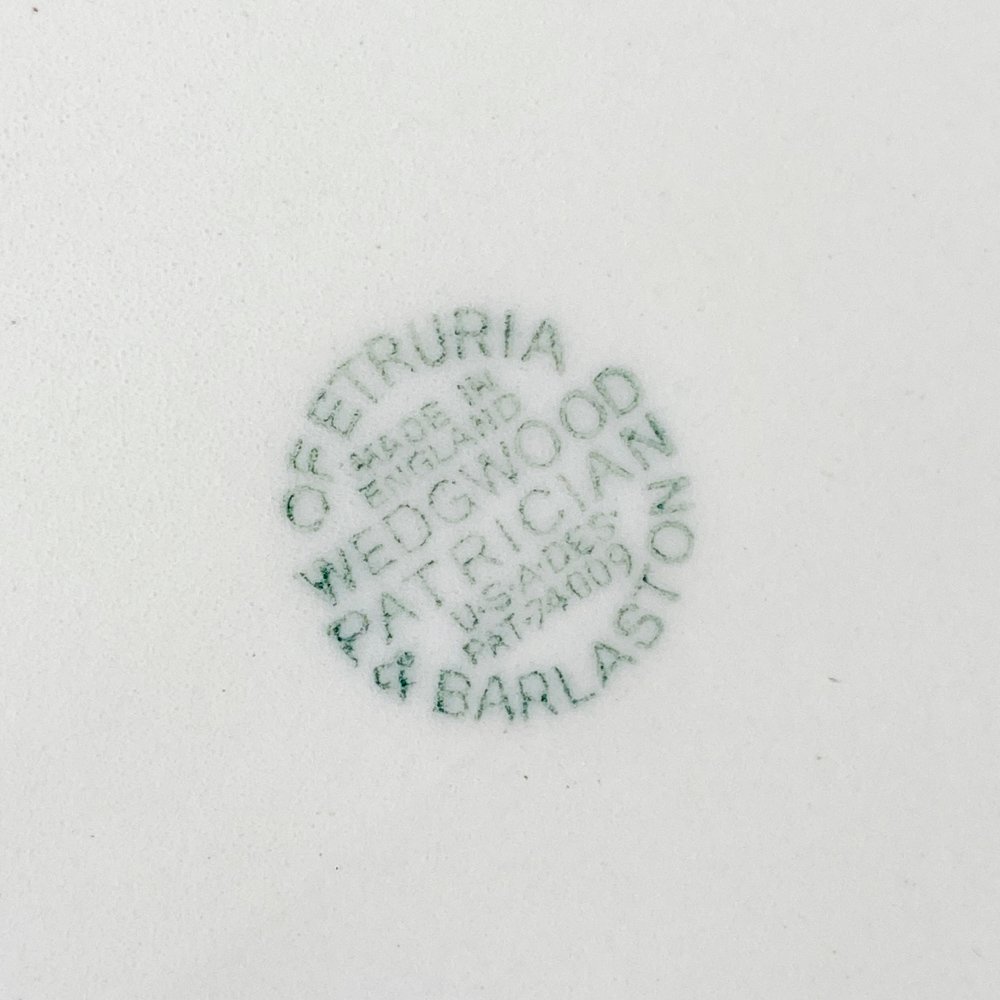 OF ETRURIA
MADE IN
ENGLAND
WEDGWOOD
PATRICIAN
U·S·A·DES.
PAT·74009
& BARLASTON